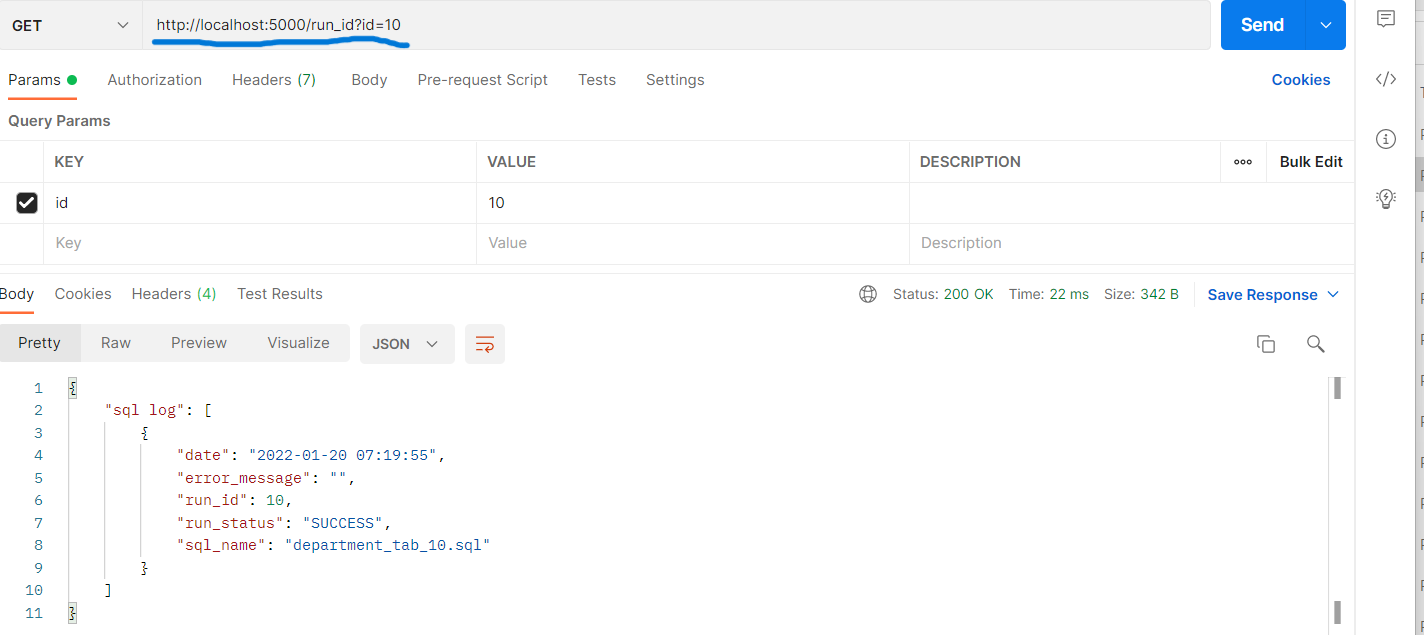 GET http://localhost:5000/run_id?id=10 Send
Params Authorization Headers (7) Body Pre-request Script Tests Settings Cookies
Query Params
KEY VALUE DESCRIPTION ooo Bulk Edit
id 10
Key Value Description
Body Cookies Headers (4) Test Results Status: 200 OK Time: 22 ms Size: 342 B Save Response
Pretty Raw Preview Visualize JSON
1 {
2 "sql log": [
3 {
4 "date": "2022-01-20 07:19:55",
5 "error_message": "",
6 "run_id": 10,
7 "run_status": "SUCCESS",
8 "sql_name": "department_tab_10.sql"
9 }
10 ]
11 }